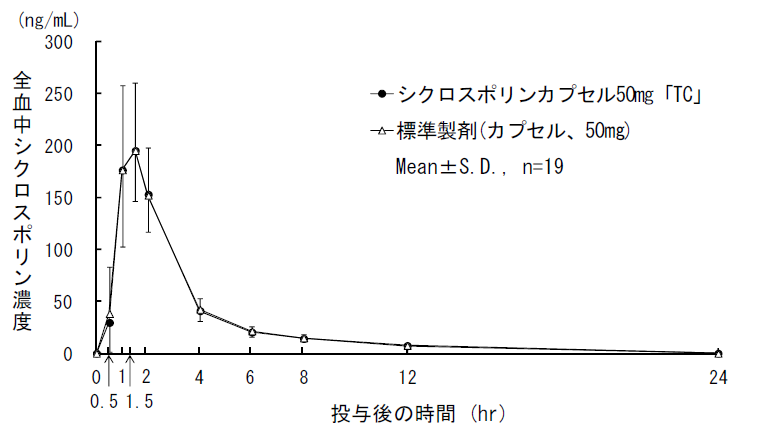 (ng/mL)
300
250
200
150
100
50
0
全血中シクロスポリン濃度
シクロスポリンカプセル50mg「TC」
標準製剤(カプセル、50mg)
Mean±S.D., n=19
0 1 2 4 6 8 12 24
0.5 1.5
投与後の時間 (hr)